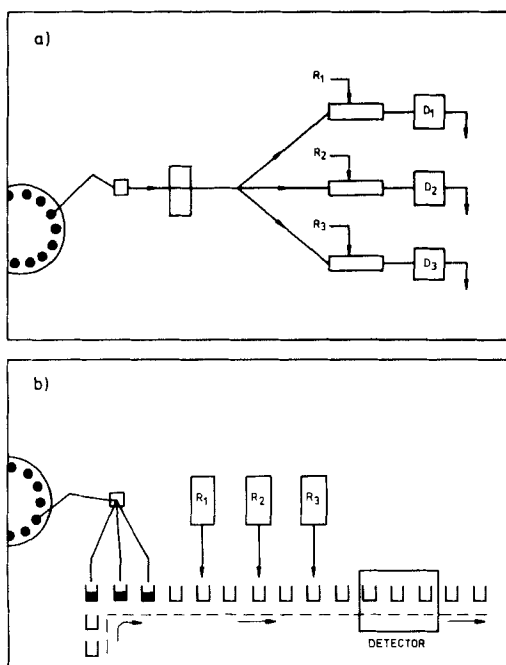 a)
R₁
D₁
R₂
D₂
R₃
D₃
b)
R₁ R₂ R₃
DETECTOR